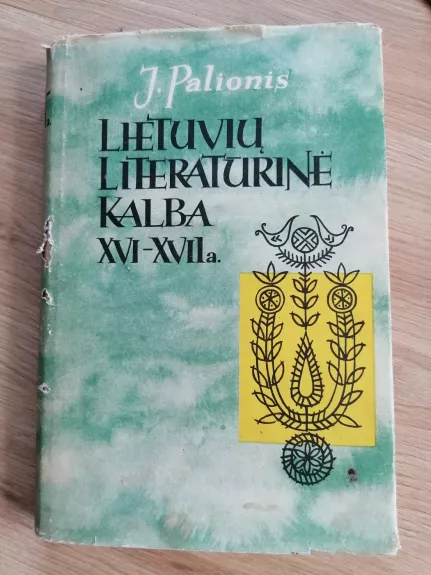 J. Palionis
LIETUVIŲ
LITERATŪRINĖ
KALBA
XVI–XVII a.